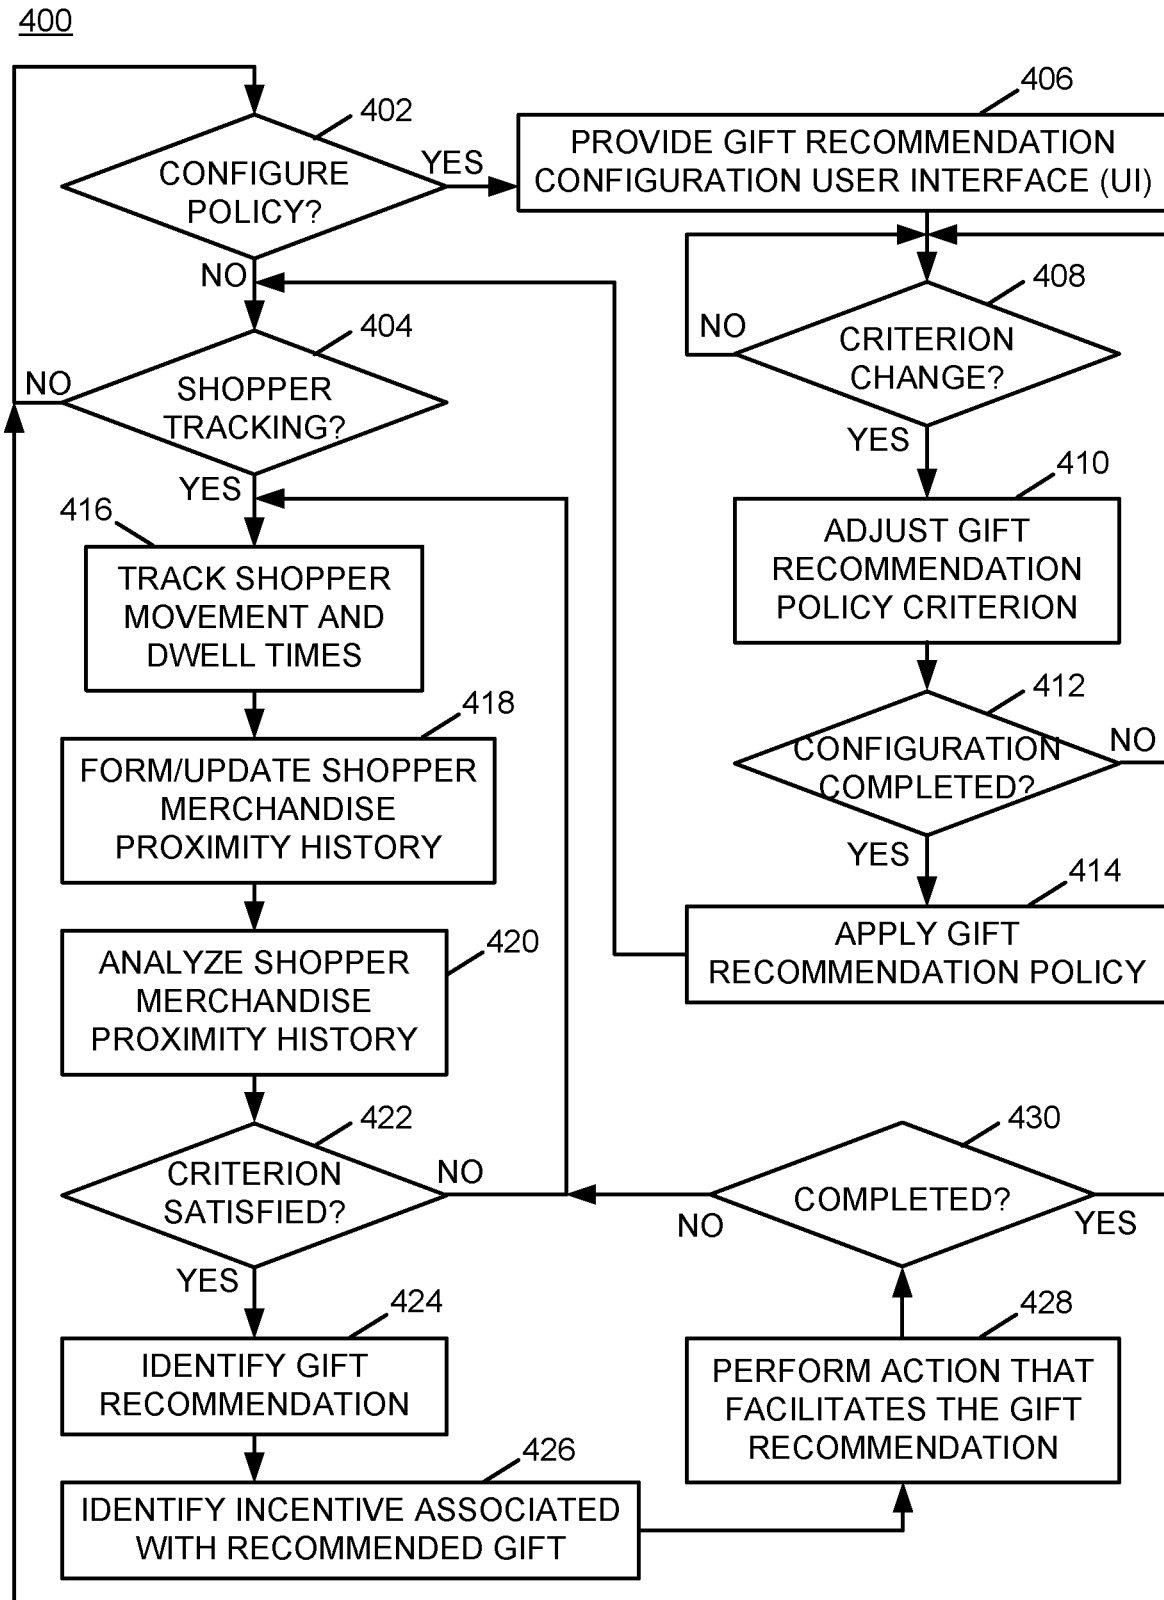 400
402
CONFIGURE
POLICY?
YES
NO
406
PROVIDE GIFT RECOMMENDATION
CONFIGURATION USER INTERFACE (UI)
404
SHOPPER
TRACKING?
NO
YES
408
CRITERION
CHANGE?
NO
YES
410
ADJUST GIFT
RECOMMENDATION
POLICY CRITERION
412
CONFIGURATION
COMPLETED?
NO
YES
414
APPLY GIFT
RECOMMENDATION POLICY
416
TRACK SHOPPER
MOVEMENT AND
DWELL TIMES
418
FORM/UPDATE SHOPPER
MERCHANDISE
PROXIMITY HISTORY
420
ANALYZE SHOPPER
MERCHANDISE
PROXIMITY HISTORY
422
CRITERION
SATISFIED?
NO
YES
424
IDENTIFY GIFT
RECOMMENDATION
426
IDENTIFY INCENTIVE ASSOCIATED
WITH RECOMMENDED GIFT
428
PERFORM ACTION THAT
FACILITATES THE GIFT
RECOMMENDATION
430
COMPLETED?
NO
YES